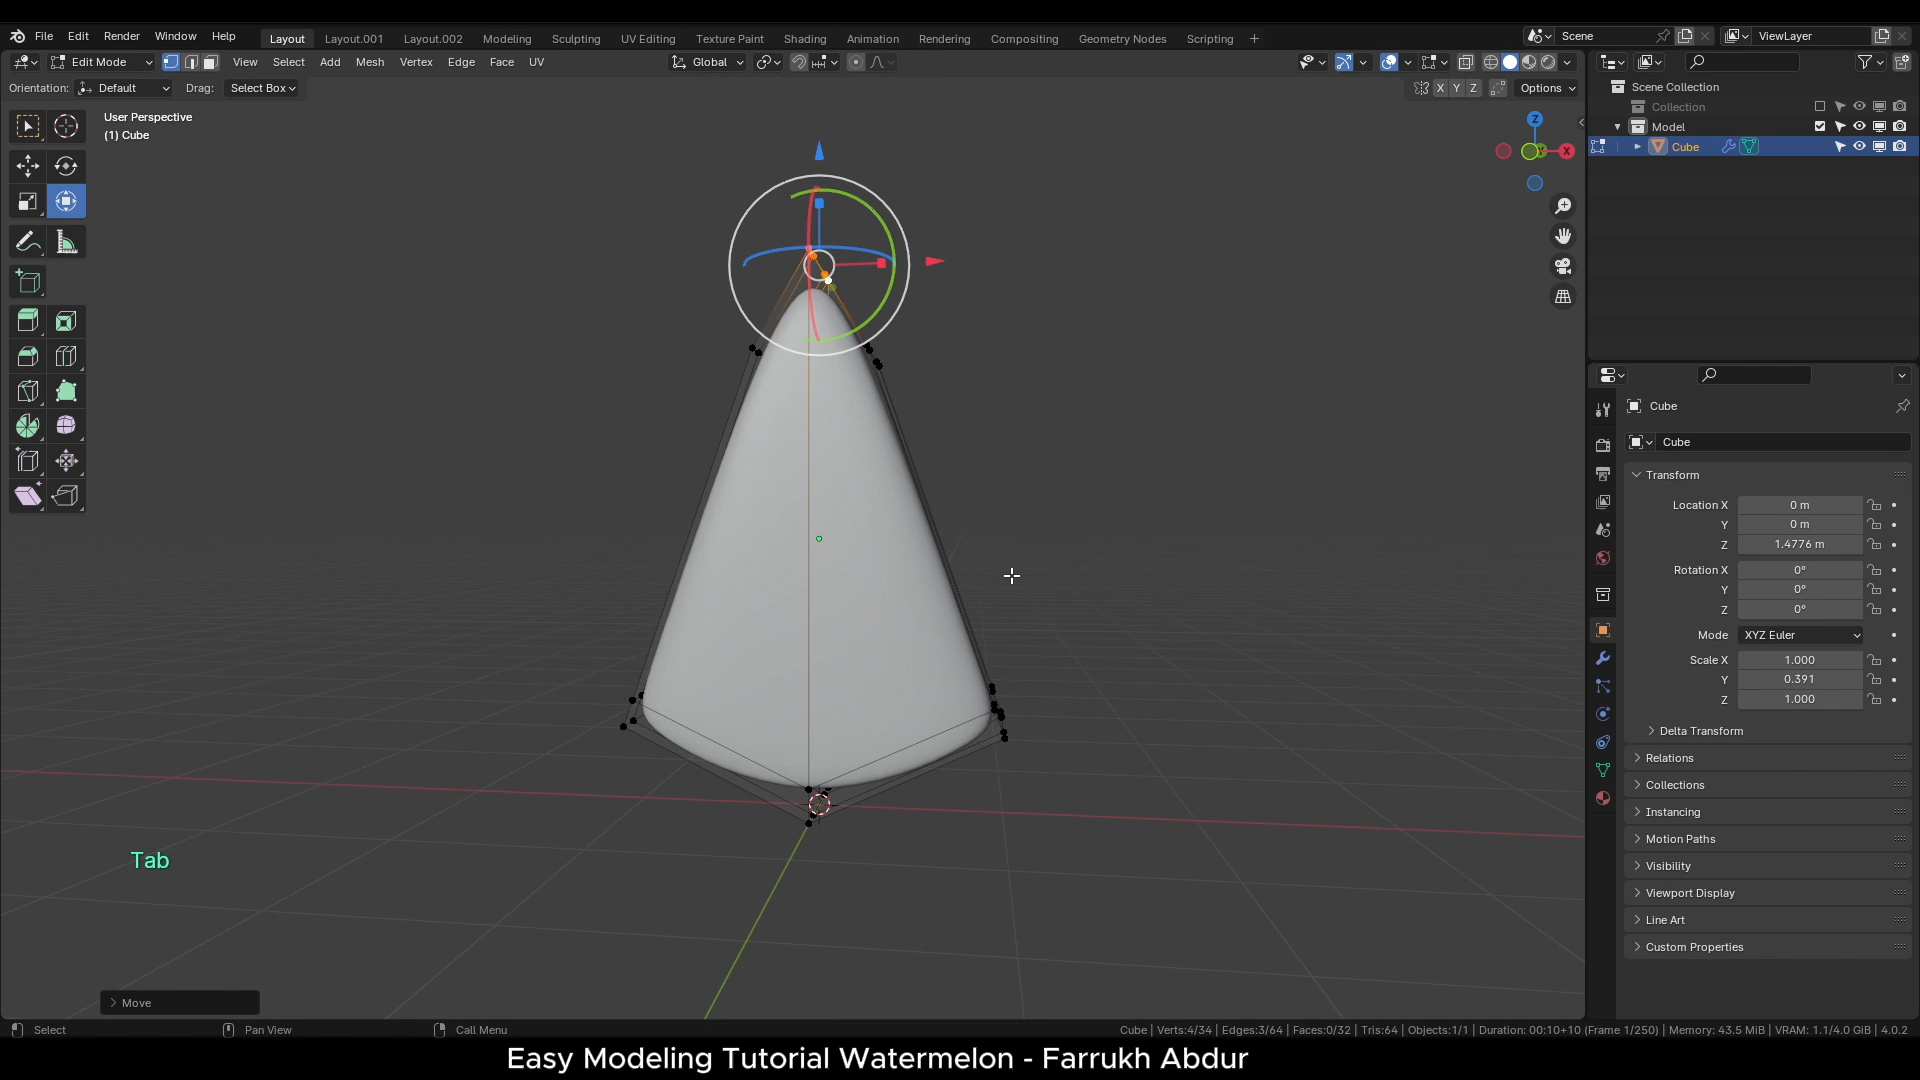 File Edit Render Window Help Layout Layout.001 Layout.002 Modeling Sculpting UV Editing Texture Paint Shading Animation Rendering Compositing Geometry Nodes Scripting + Scene ViewLayer
Edit Mode View Select Add Mesh Vertex Edge Face UV Global
Orientation: Default Drag: Select Box X Y Z Options
User Perspective
(1) Cube
Z
X
Scene Collection
Collection
Model
Cube
Cube
Cube
Transform
Location X 0 m
Y 0 m
Z 1.4776 m
Rotation X 0°
Y 0°
Z 0°
Mode XYZ Euler
Scale X 1.000
Y 0.391
Z 1.000
Delta Transform
Relations
Collections
Instancing
Motion Paths
Visibility
Viewport Display
Line Art
Custom Properties
Tab
Move
Select Pan View Call Menu Cube | Verts:4/34 | Edges:3/64 | Faces:0/32 | Tris:64 | Objects:1/1 | Duration: 00:10+10 (Frame 1/250) | Memory: 43.5 MiB | VRAM: 1.1/4.0 GiB | 4.0.2
Easy Modeling Tutorial Watermelon - Farrukh Abdur